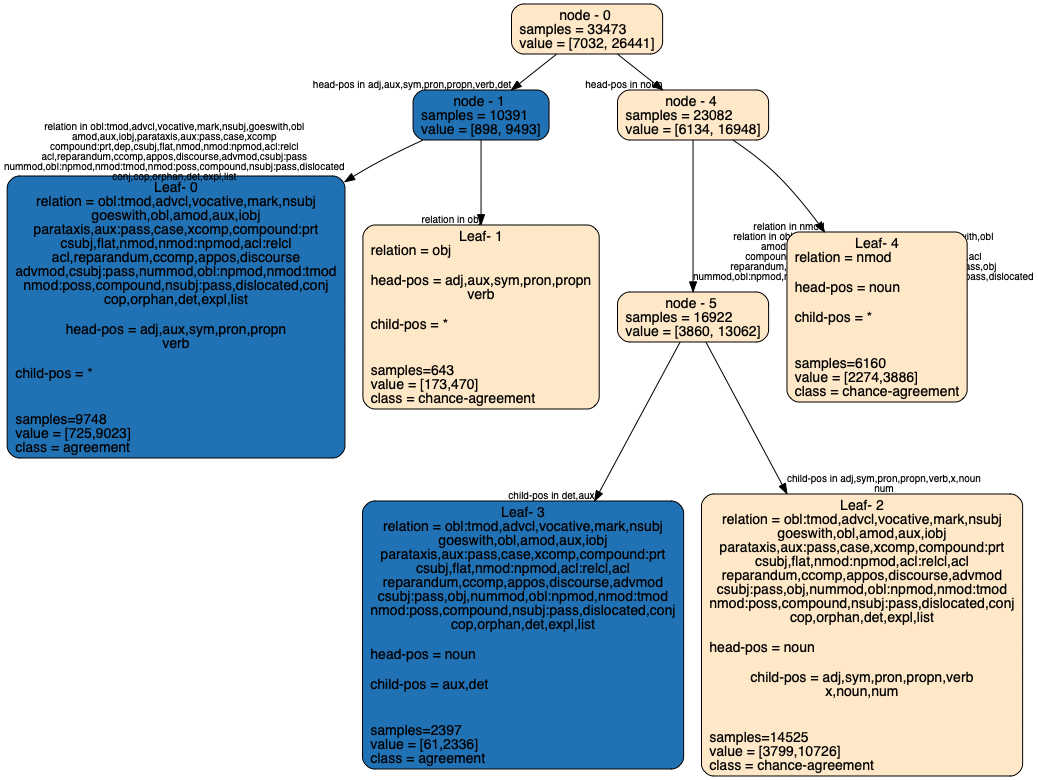 node - 0
samples = 33473
value = [7032, 26441]
head-pos in adj,aux,sym,pron,propn,verb,det
head-pos in noun
node - 1
samples = 10391
value = [898, 9493]
node - 4
samples = 23082
value = [6134, 16948]
relation in obl:tmod,advcl,vocative,mark,nsubj,goeswith,obl
amod,aux,iobj,parataxis,aux:pass,case,xcomp
compound:prt,dep,csubj,flat,nmod,nmod:npmod,acl:relcl
acl,reparandum,ccomp,appos,discourse,advmod,csubj:pass
nummod,obl:npmod,nmod:tmod,nmod:poss,compound,nsubj:pass,dislocated
conj,cop,orphan,det,expl,list
Leaf- 0
relation = obl:tmod,advcl,vocative,mark,nsubj
goeswith,obl,amod,aux,iobj
parataxis,aux:pass,case,xcomp,compound:prt
csubj,flat,nmod,nmod:npmod,acl:relcl
acl,reparandum,ccomp,appos,discourse
advmod,csubj:pass,nummod,obl:npmod,nmod:tmod
nmod:poss,compound,nsubj:pass,dislocated,conj
cop,orphan,det,expl,list
head-pos = adj,aux,sym,pron,propn
verb
child-pos = *
samples=9748
value = [725,9023]
class = agreement
relation in obj
Leaf- 1
relation = obj
head-pos = adj,aux,sym,pron,propn
verb
child-pos = *
samples=643
value = [173,470]
class = chance-agreement
relation in nmod
relation in obl
with,obl
amod
compoun
acl
reparandum,
pass,obj
nummod,obl:npmod,n
pass,dislocated
Leaf- 4
relation = nmod
head-pos = noun
child-pos = *
samples=6160
value = [2274,3886]
class = chance-agreement
node - 5
samples = 16922
value = [3860, 13062]
child-pos in det,aux
child-pos in adj,sym,pron,propn,verb,x,noun
num
Leaf- 3
relation = obl:tmod,advcl,vocative,mark,nsubj
goeswith,obl,amod,aux,iobj
parataxis,aux:pass,case,xcomp,compound:prt
csubj,flat,nmod:npmod,acl:relcl,acl
reparandum,ccomp,appos,discourse,advmod
csubj:pass,obj,nummod,obl:npmod,nmod:tmod
nmod:poss,compound,nsubj:pass,dislocated,conj
cop,orphan,det,expl,list
head-pos = noun
child-pos = aux,det
samples=2397
value = [61,2336]
class = agreement
Leaf- 2
relation = obl:tmod,advcl,vocative,mark,nsubj
goeswith,obl,amod,aux,iobj
parataxis,aux:pass,case,xcomp,compound:prt
csubj,flat,nmod:npmod,acl:relcl,acl
reparandum,ccomp,appos,discourse,advmod
csubj:pass,obj,nummod,obl:npmod,nmod:tmod
nmod:poss,compound,nsubj:pass,dislocated,conj
cop,orphan,det,expl,list
head-pos = noun
child-pos = adj,sym,pron,propn,verb
x,noun,num
samples=14525
value = [3799,10726]
class = chance-agreement